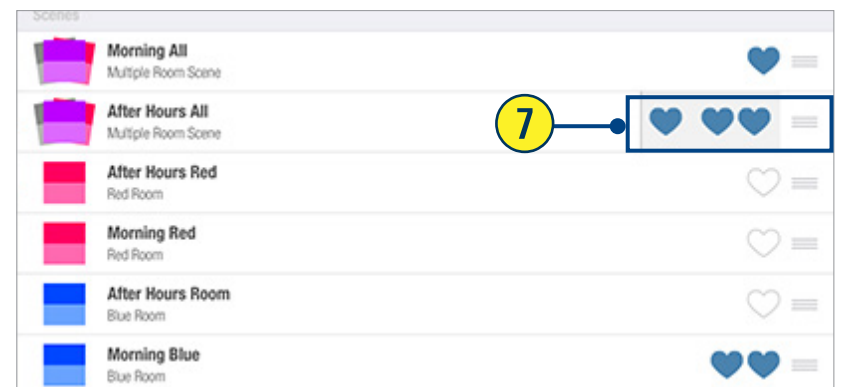 Scenes
Morning All
Multiple Room Scene
After Hours All
Multiple Room Scene
7
After Hours Red
Red Room
Morning Red
Red Room
After Hours Room
Blue Room
Morning Blue
Blue Room